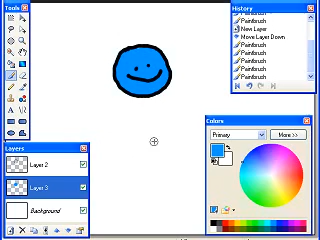 Tools
History
Paintbrush
Paintbrush
New Layer
Move Layer Down
Paintbrush
Paintbrush
Paintbrush
Paintbrush
Paintbrush
Layers
Layer 2
Layer 3
Background
Colors
Primary
More >>